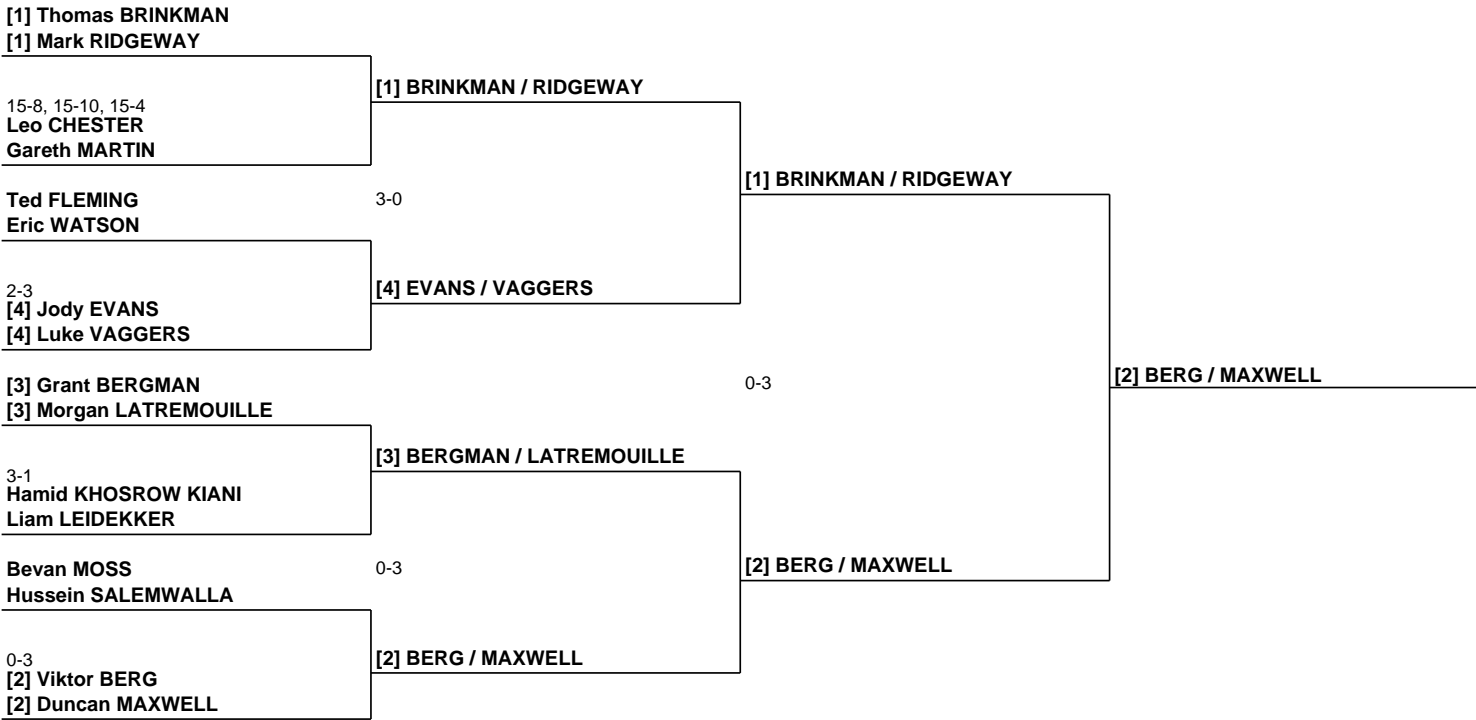 [1] Thomas BRINKMAN
[1] Mark RIDGEWAY
[1] BRINKMAN / RIDGEWAY
15-8, 15-10, 15-4
Leo CHESTER
Gareth MARTIN
[1] BRINKMAN / RIDGEWAY
Ted FLEMING
3-0
Eric WATSON
[4] EVANS / VAGGERS
2-3
[4] Jody EVANS
[4] Luke VAGGERS
[2] BERG / MAXWELL
[3] Grant BERGMAN
0-3
[3] Morgan LATREMOUILLE
[3] BERGMAN / LATREMOUILLE
3-1
Hamid KHOSROW KIANI
Liam LEIDEKKER
[2] BERG / MAXWELL
Bevan MOSS
0-3
Hussein SALEMWALLA
[2] BERG / MAXWELL
0-3
[2] Viktor BERG
[2] Duncan MAXWELL